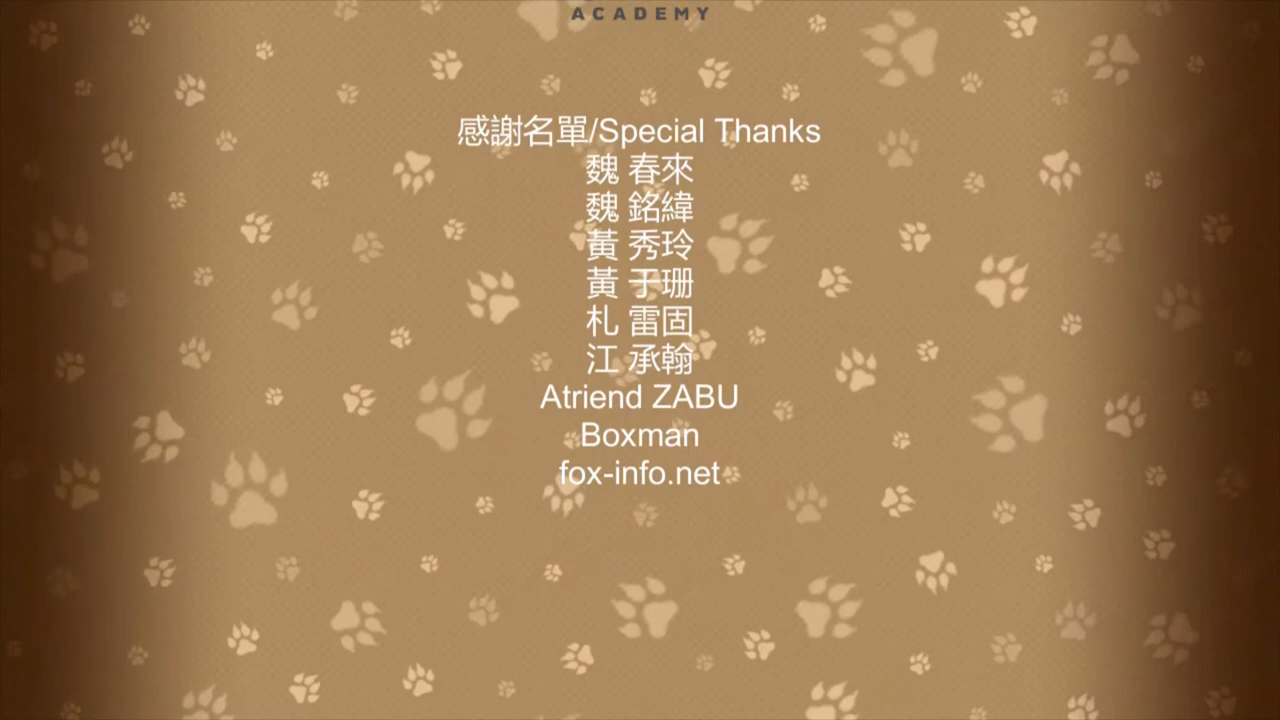 ACADEMY
感謝名單/Special Thanks
魏 春來
魏 銘緯
黃 秀玲
黃 于珊
札 雷固
江 承翰
Atriend ZABU
Boxman
fox-info.net